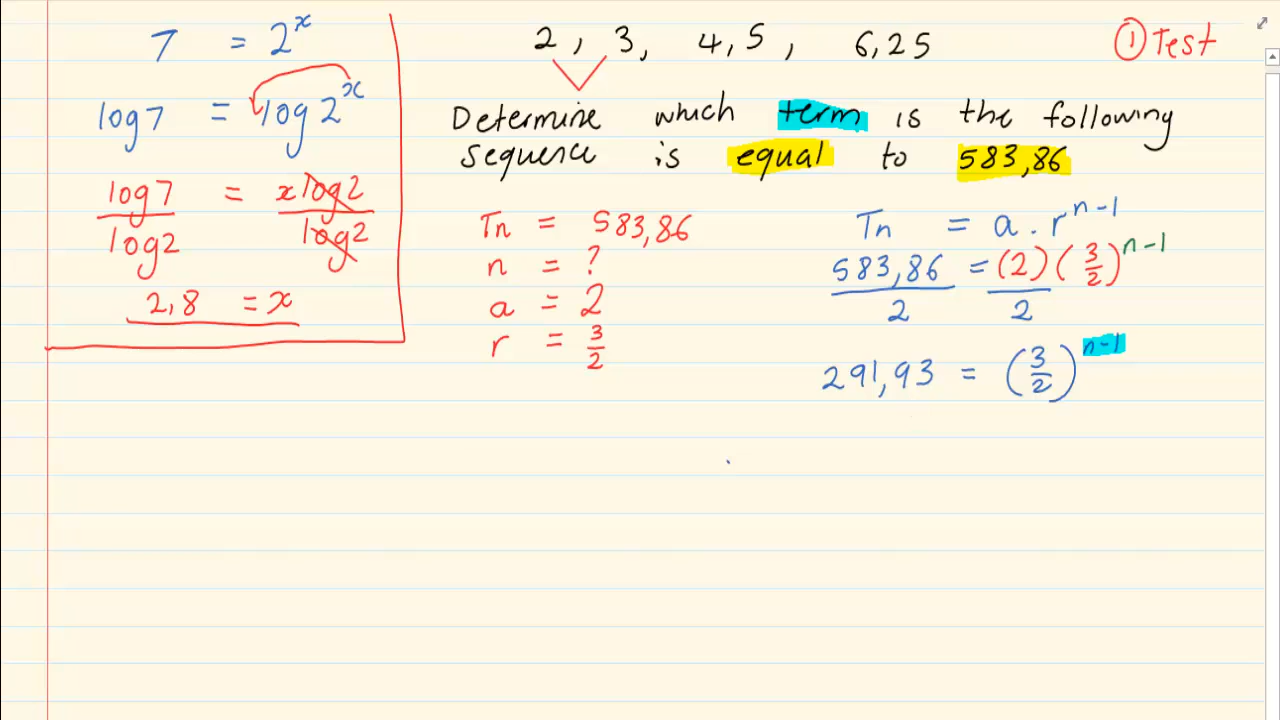 7 = 2^x
log7 = log2^x
log7 / log2 = x log2 / log2
2,8 = x
2, 3, 4,5, 6,25
① Test
Determine which term is the following
sequence is equal to 583,86
Tn = 583,86
n = ?
a = 2
r = 3/2
Tn = a . r^(n-1)
583,86 / 2 = (2)(3/2)^(n-1) / 2
291,93 = (3/2)^(n-1)